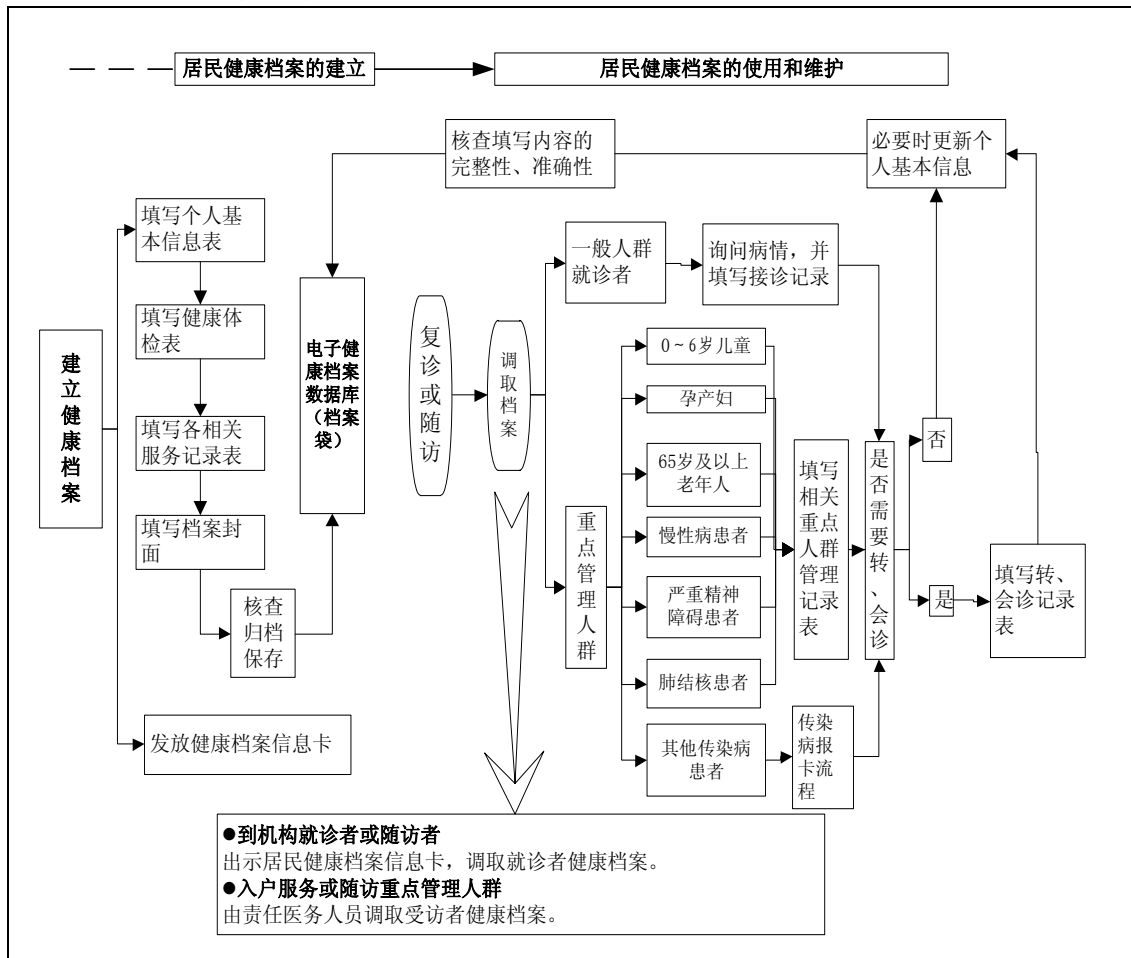 居民健康档案的建立
居民健康档案的使用和维护
核查填写内容的
完整性、准确性
必要时更新个
人基本信息
建立健康档案
填写个人基
本信息表
填写健康体
检表
填写各相关
服务记录表
填写档案封
面
核查
归档
保存
发放健康档案信息卡
电子健
康档案
数据库
（档案
袋）
复诊或随访
调取档案
一般人群
就诊者
询问病情，并
填写接诊记录
重点管理人群
0～6岁儿童
孕产妇
65岁及以上
老年人
慢性病患者
严重精神
障碍患者
肺结核患者
其他传染病
患者
填写
相关
重点
人群
管理
记录
表
传染
病报
卡流
程
是否需要转、会诊
否
是
填写转、
会诊记录
表
●到机构就诊者或随访者
出示居民健康档案信息卡，调取就诊者健康档案。
●入户服务或随访重点管理人群
由责任医务人员调取受访者健康档案。